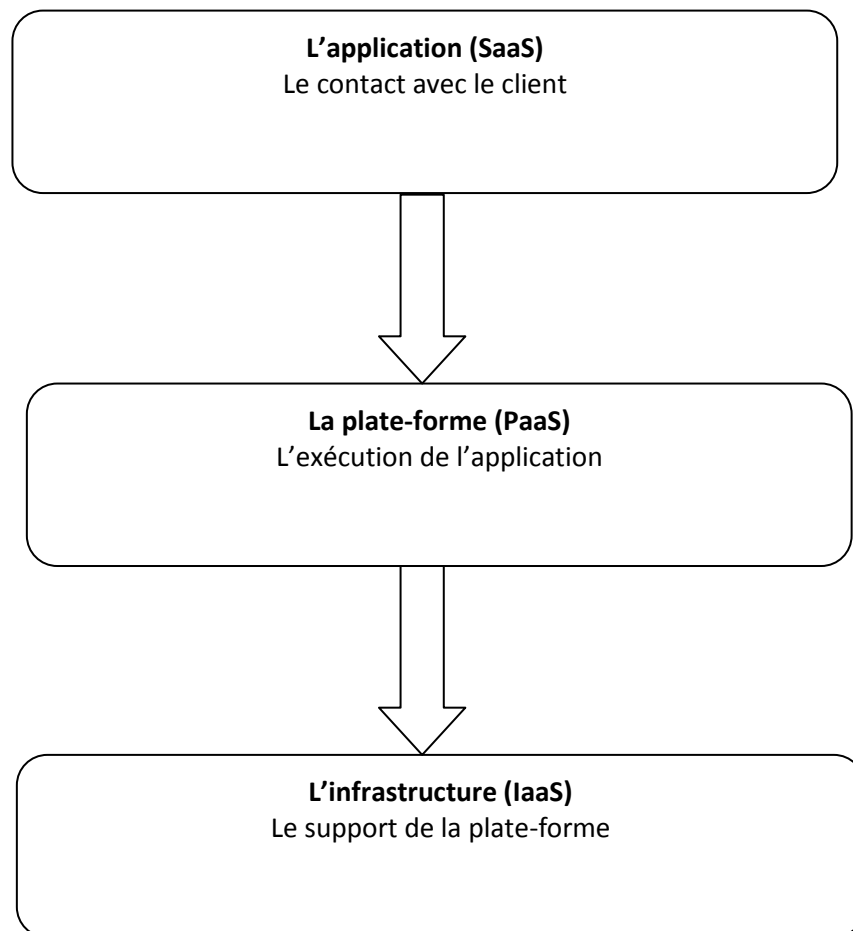 L’application (SaaS)
Le contact avec le client
La plate-forme (PaaS)
L’exécution de l’application
L’infrastructure (IaaS)
Le support de la plate-forme